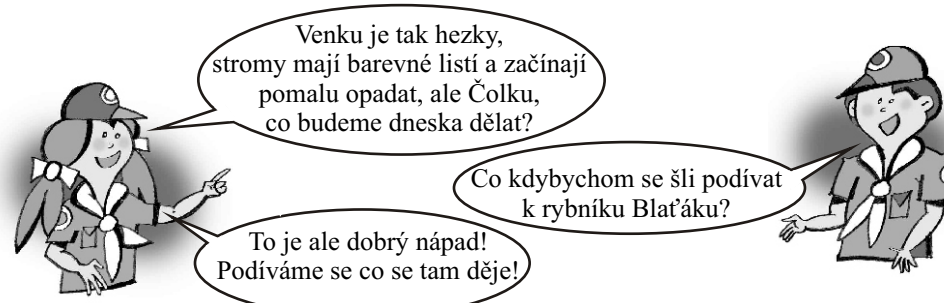 Venku je tak hezky,
stromy mají barevné listí a začínají
pomalu opadat, ale Čolku,
co budeme dneska dělat?
Co kdybychom se šli podívat
k rybníku Blaťáku?
To je ale dobrý nápad!
Podíváme se co se tam děje!